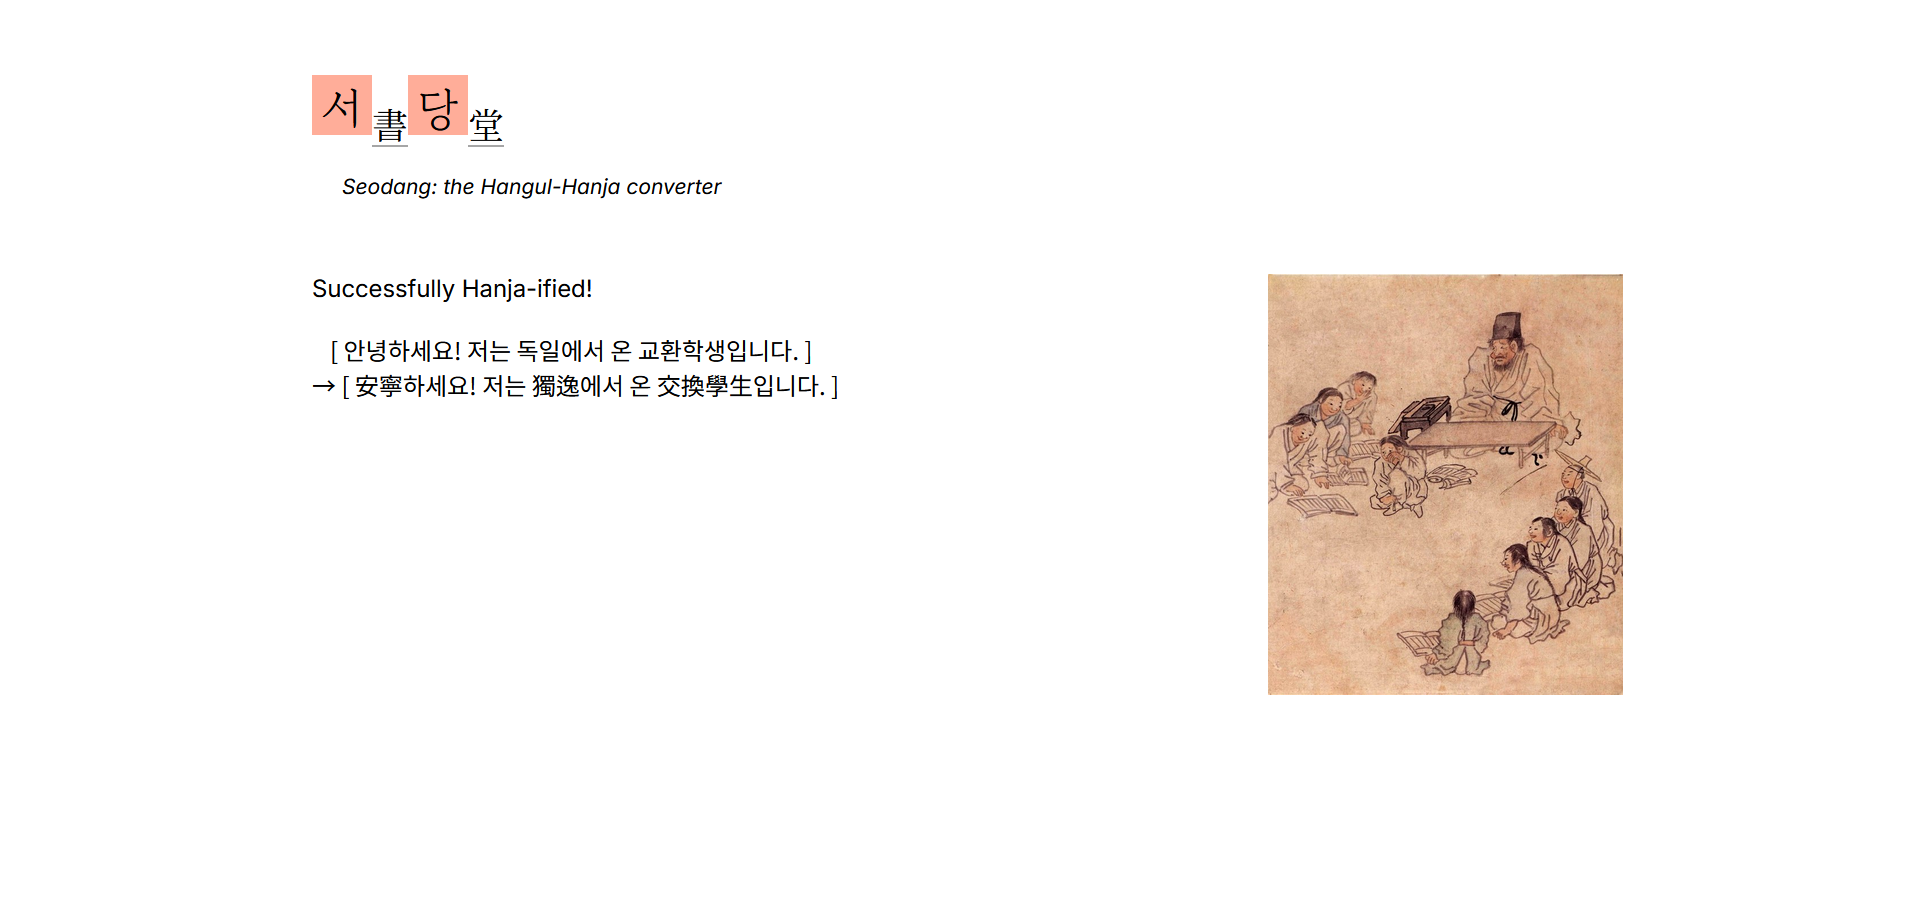 서書당堂
Seodang: the Hangul-Hanja converter
Successfully Hanja-ified!
[ 안녕하세요! 저는 독일에서 온 교환학생입니다. ]
→ [ 安寧하세요! 저는 獨逸에서 온 交換學生입니다. ]